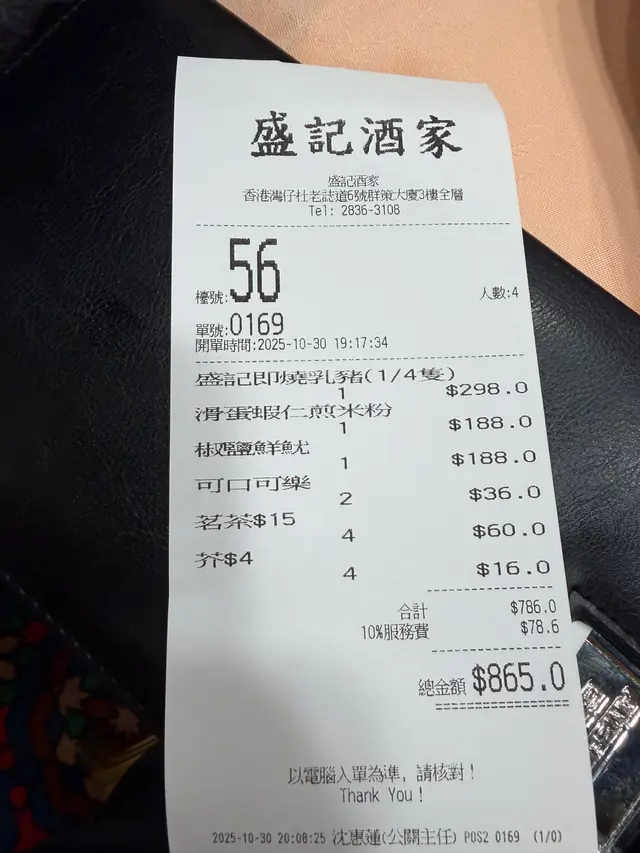 盛記酒家
盛記酒家
香港灣仔杜老誌道6號群策大廈3樓全層
Tel: 2836-3108
檯號:56 人數:4
單號:0169
開單時間:2025-10-30 19:17:34
盛記即燒乳豬(1/4隻)
1 $298.0
滑蛋蝦仁煎米粉
1 $188.0
椒鹽鮮魷
1 $188.0
可口可樂
2 $36.0
茗茶$15
4 $60.0
芥$4
4 $16.0
合計 $786.0
10%服務費 $78.6
總金額 $865.0
以電腦入單為準, 請核對!
Thank You!
2025-10-30 20:08:25 沈惠蓮(公關主任) POS2 0169 (1/0)